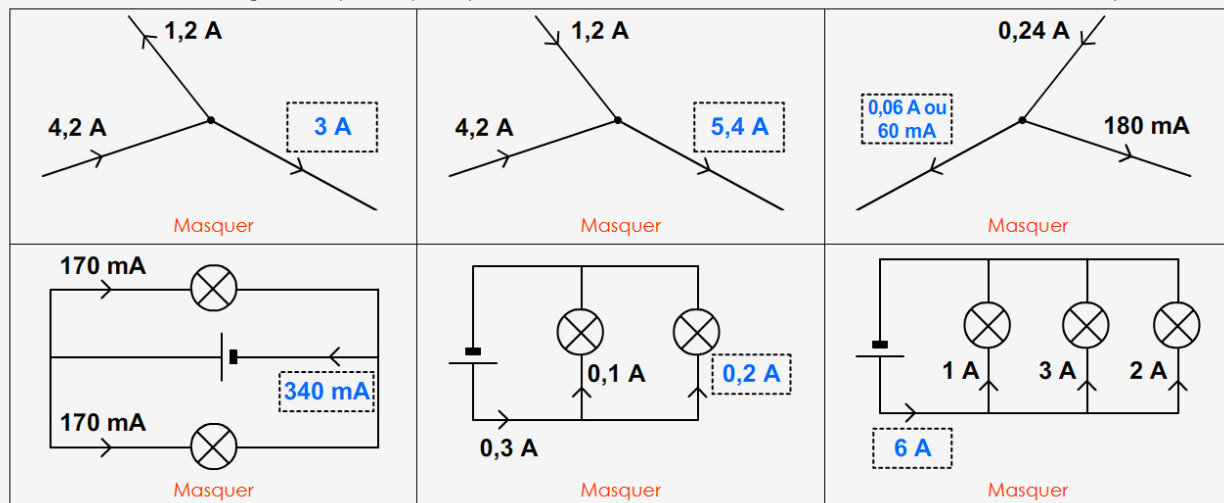 1,2 A
4,2 A
3 A
Masquer
1,2 A
4,2 A
5,4 A
Masquer
0,24 A
0,06 A ou
60 mA
180 mA
Masquer
170 mA
340 mA
170 mA
Masquer
0,1 A
0,2 A
0,3 A
Masquer
1 A
3 A
2 A
6 A
Masquer